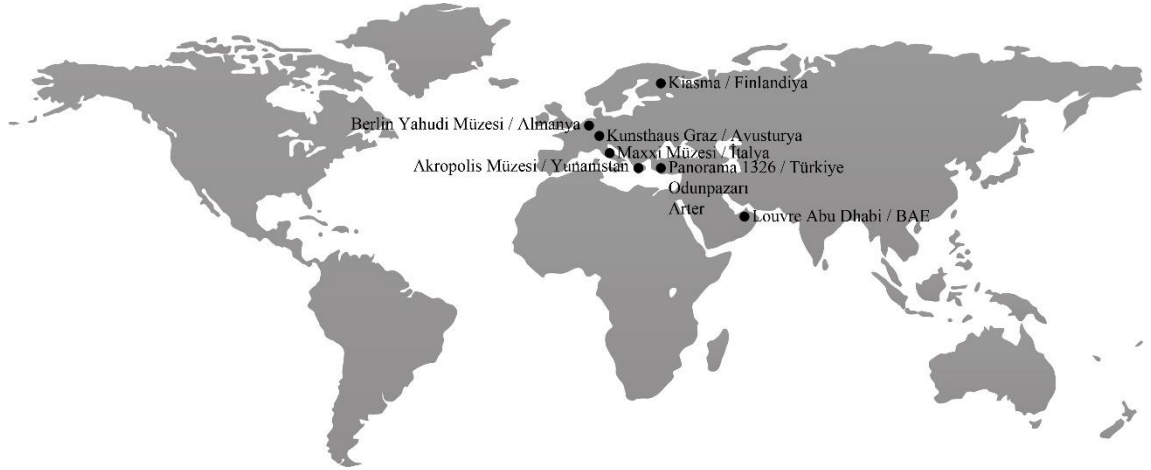 Kiasma / Finlandiya
Berlin Yahudi Müzesi / Almanya
Kunsthaus Graz / Avusturya
Maxxi Müzesi / İtalya
Akropolis Müzesi / Yunanistan
Panorama 1326 / Türkiye
Odunpazarı
Arter
Louvre Abu Dhabi / BAE